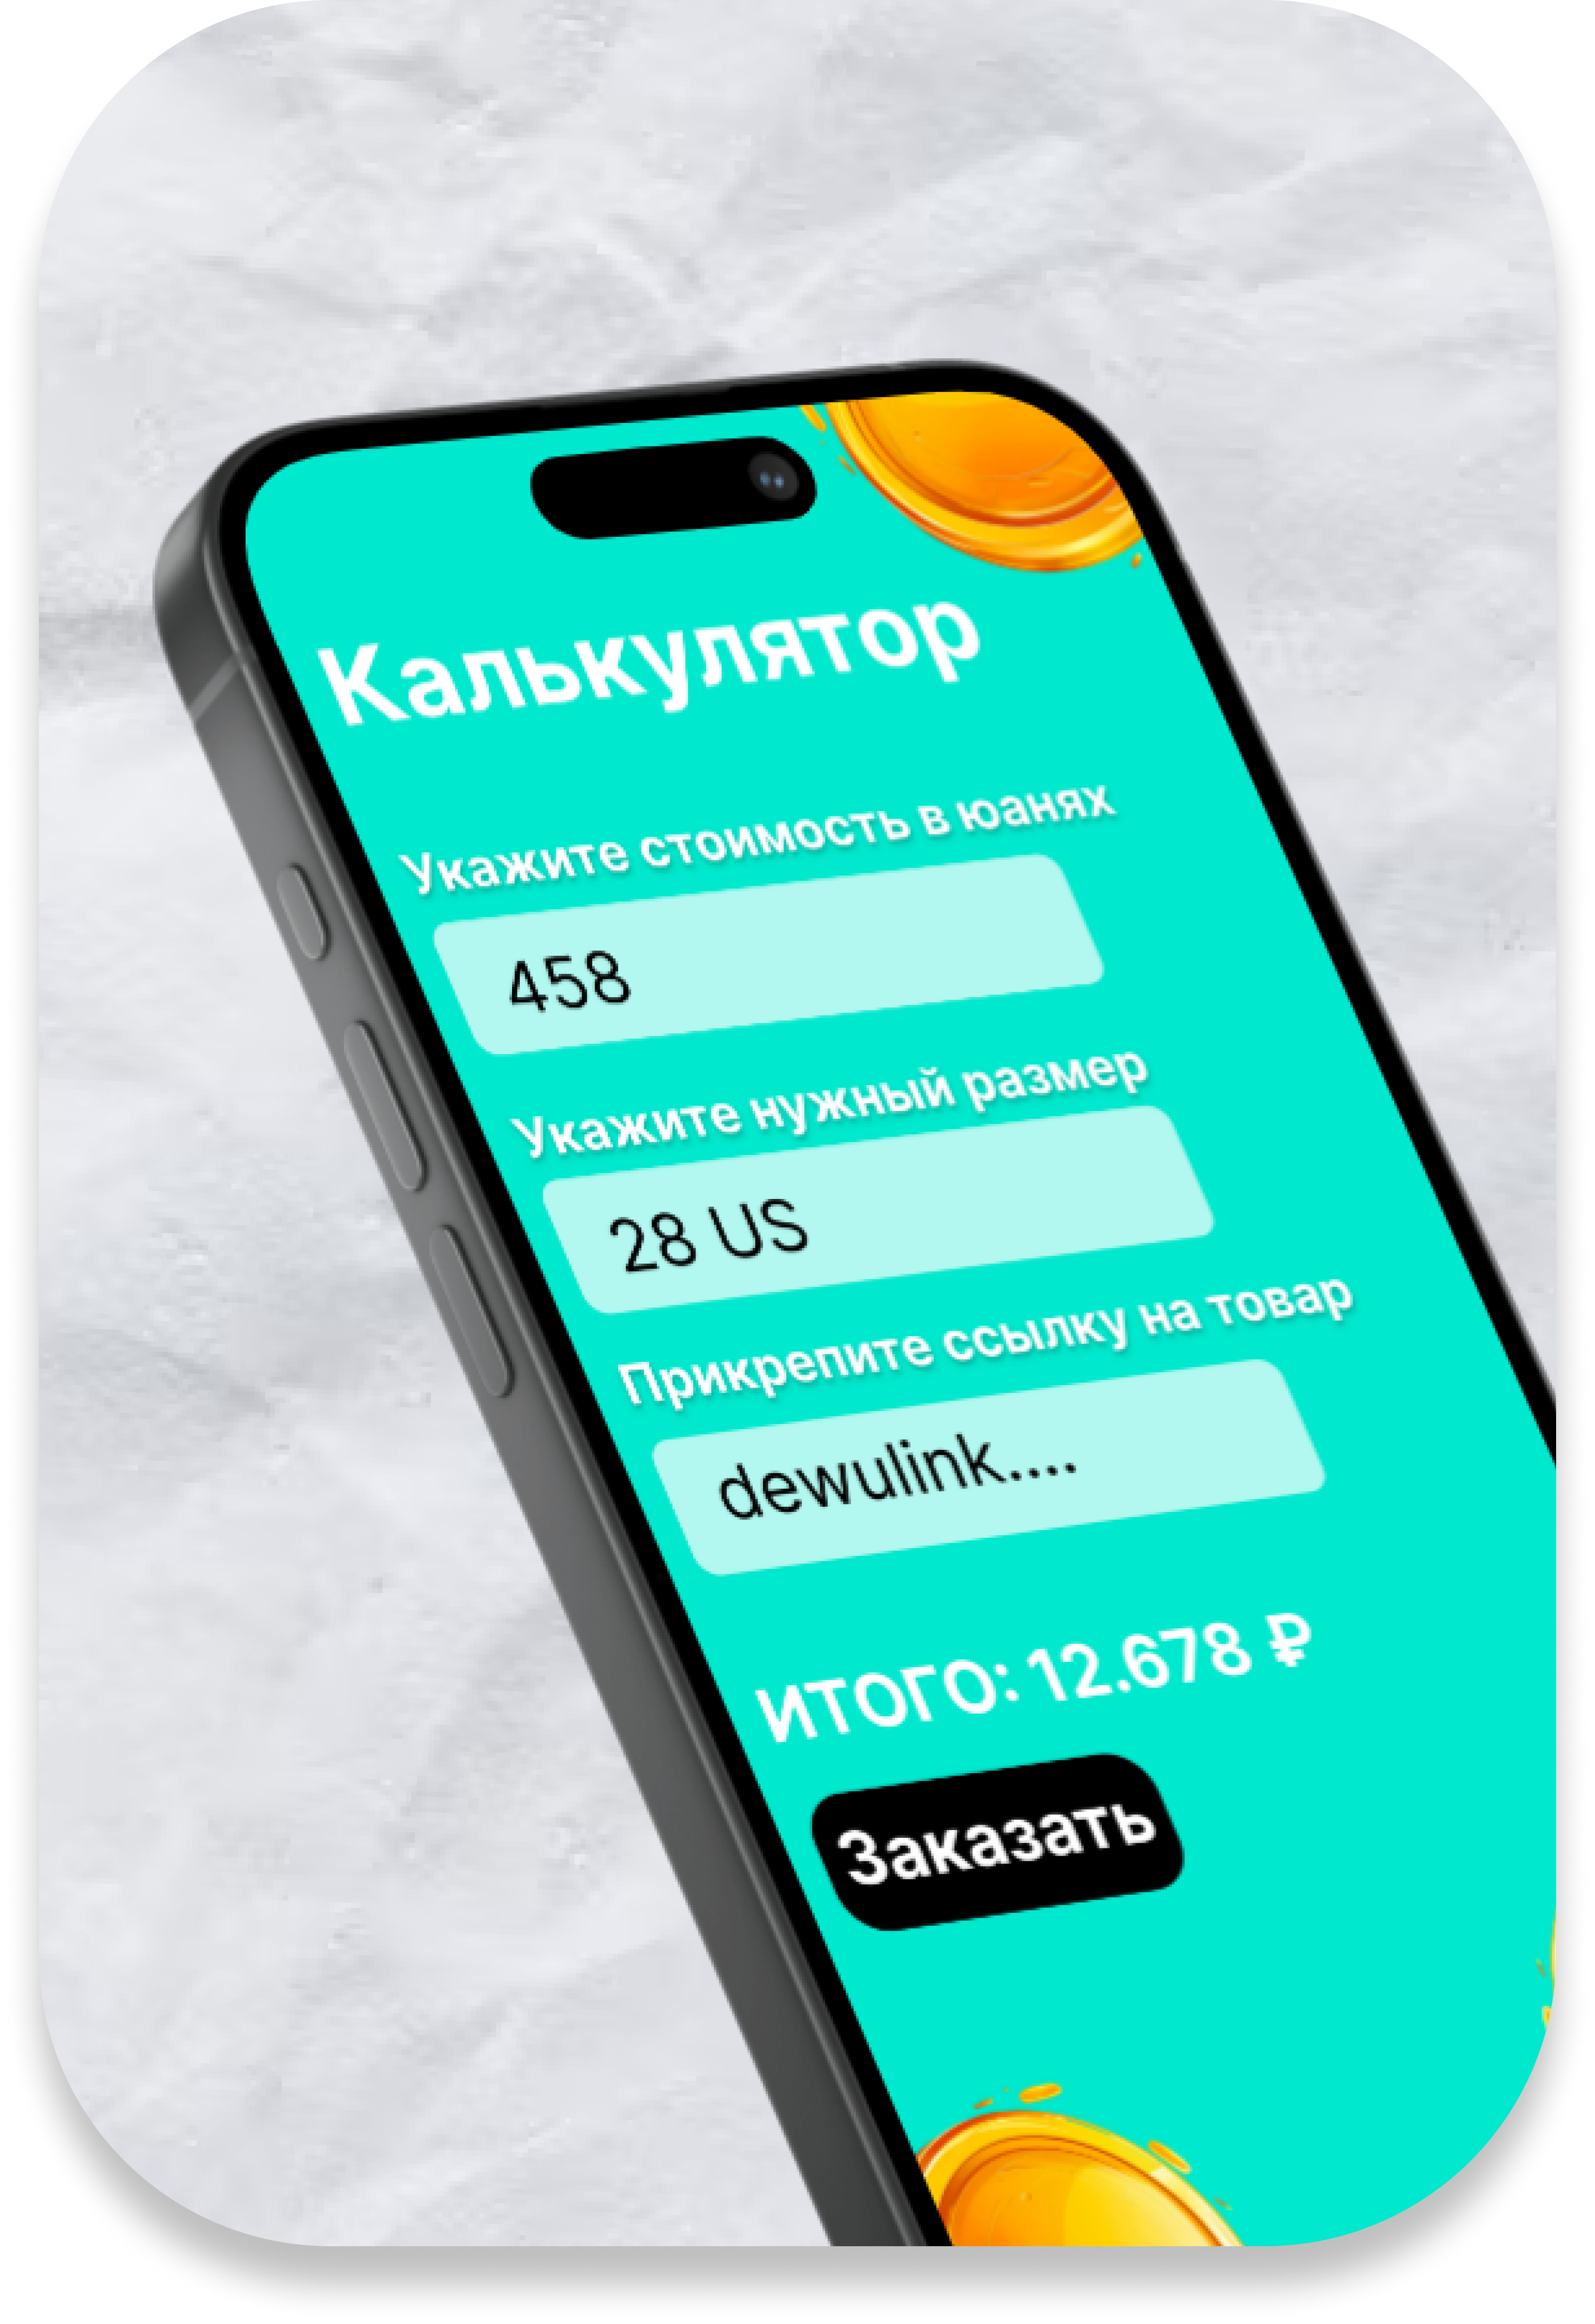 Калькулятор
Укажите стоимость в юанях
458
Укажите нужный размер
28 US
Прикрепите ссылку на товар
dewulink....
ИТОГО: 12.678 ₽
Заказать